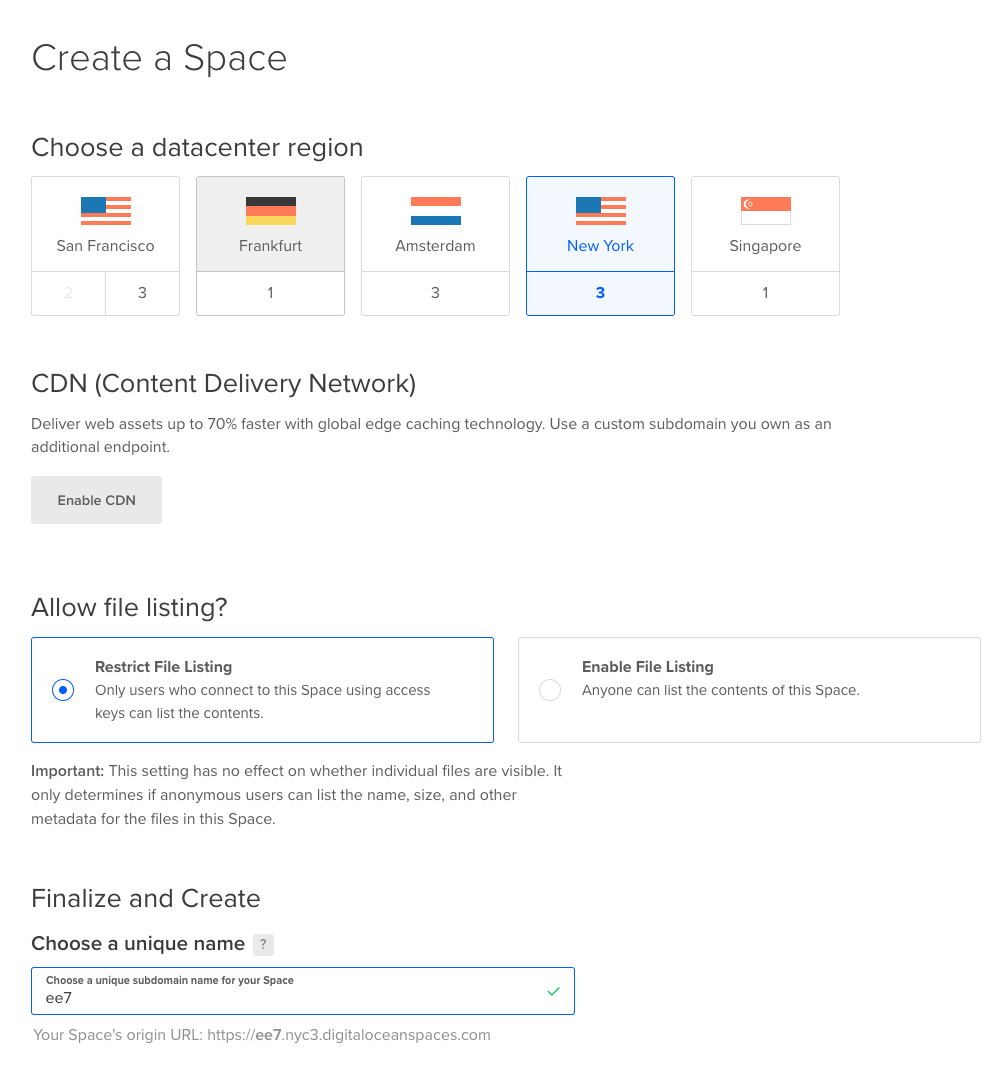 Create a Space
Choose a datacenter region
San Francisco
Frankfurt
Amsterdam
New York
Singapore
2
3
1
3
3
1
CDN (Content Delivery Network)
Deliver web assets up to 70% faster with global edge caching technology. Use a custom subdomain you own as an
additional endpoint.
Enable CDN
Allow file listing?
Restrict File Listing
Only users who connect to this Space using access
keys can list the contents.
Enable File Listing
Anyone can list the contents of this Space.
Important: This setting has no effect on whether individual files are visible. It
only determines if anonymous users can list the name, size, and other
metadata for the files in this Space.
Finalize and Create
Choose a unique name ?
Choose a unique subdomain name for your Space
ee7
Your Space's origin URL: https://ee7.nyc3.digitaloceanspaces.com